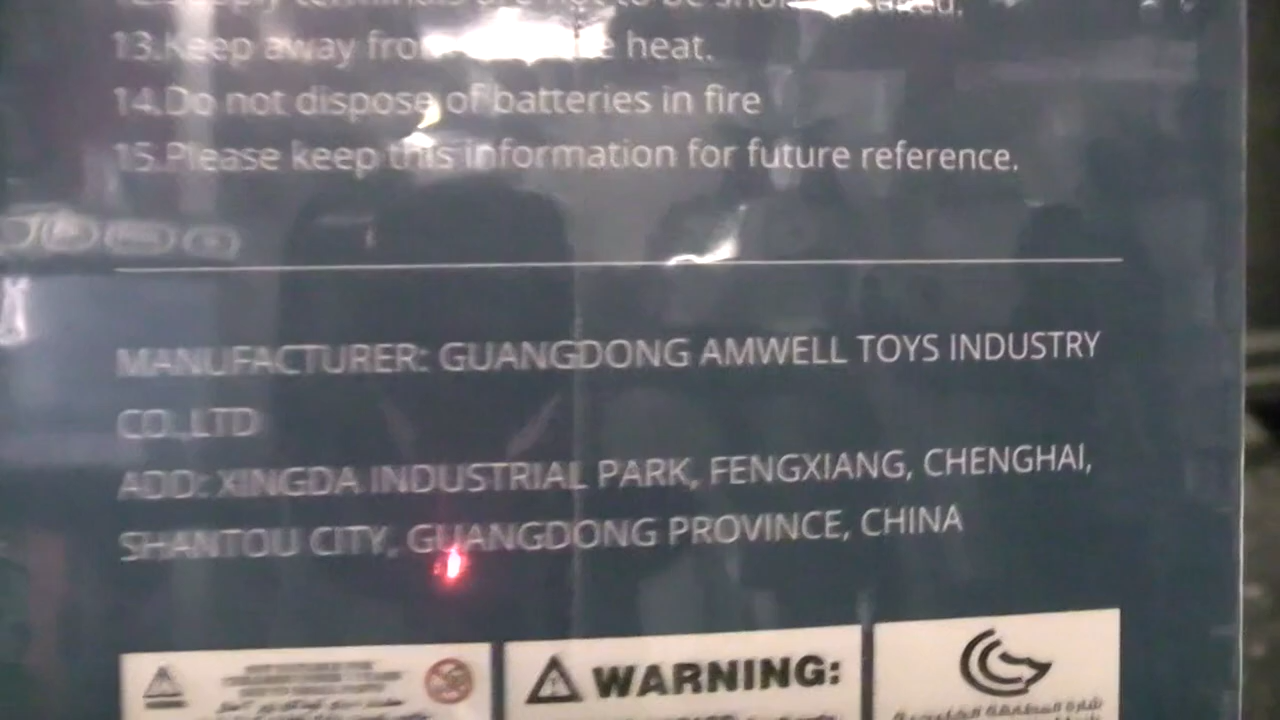 13.Keep away from heat.
14.Do not dispose of batteries in fire
15.Please keep this information for future reference.
MANUFACTURER: GUANGDONG AMWELL TOYS INDUSTRY
CO.,LTD
ADD: XINGDA INDUSTRIAL PARK, FENGXIANG, CHENGHAI,
SHANTOU CITY, GUANGDONG PROVINCE, CHINA
WARNING: